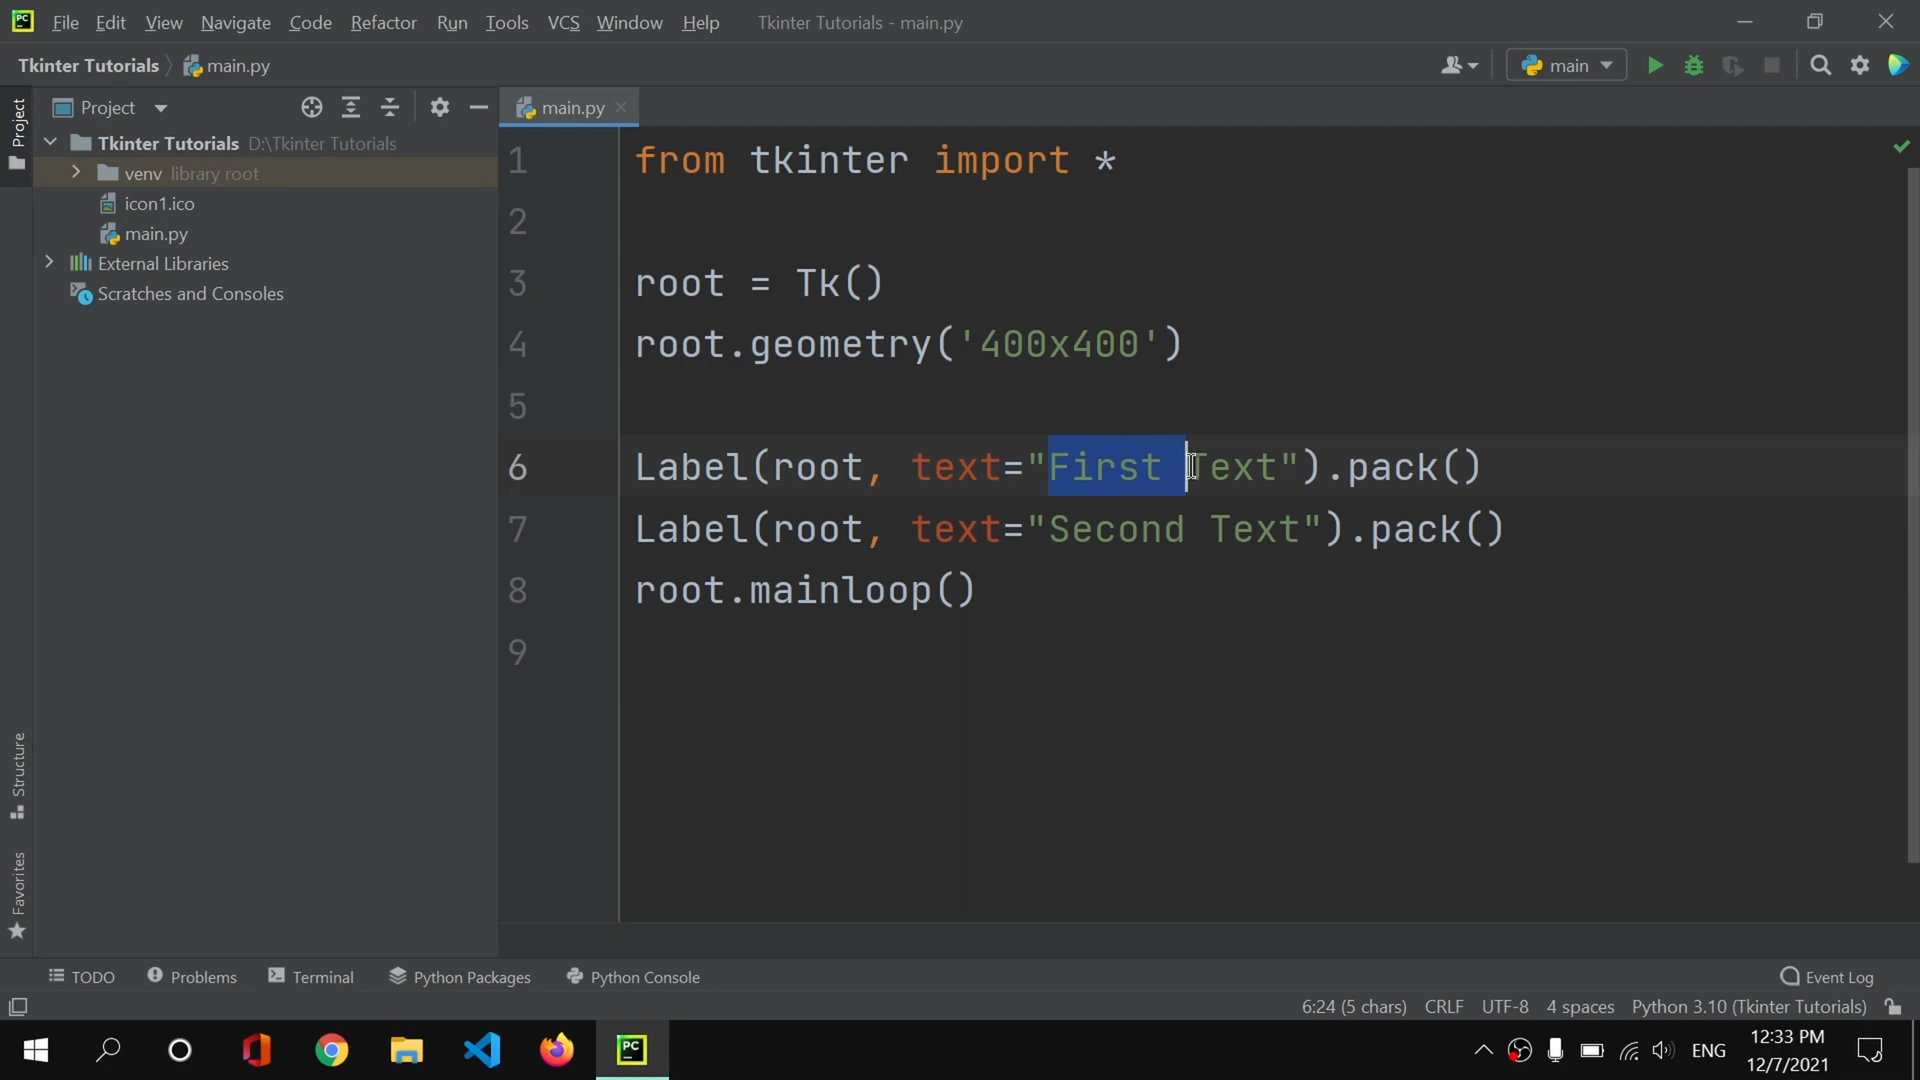 File Edit View Navigate Code Refactor Run Tools VCS Window Help Tkinter Tutorials - main.py
Tkinter Tutorials main.py main
Project
Project
main.py
Tkinter Tutorials D:\Tkinter Tutorials
venv library root
icon1.ico
main.py
External Libraries
Scratches and Consoles
1 from tkinter import *
2
3 root = Tk()
4 root.geometry('400x400')
5
6 Label(root, text="First Text").pack()
7 Label(root, text="Second Text").pack()
8 root.mainloop()
9
Structure
Favorites
TODO Problems Terminal Python Packages Python Console Event Log
6:24 (5 chars) CRLF UTF-8 4 spaces Python 3.10 (Tkinter Tutorials)
PC
PC
ENG
12:33 PM
12/7/2021